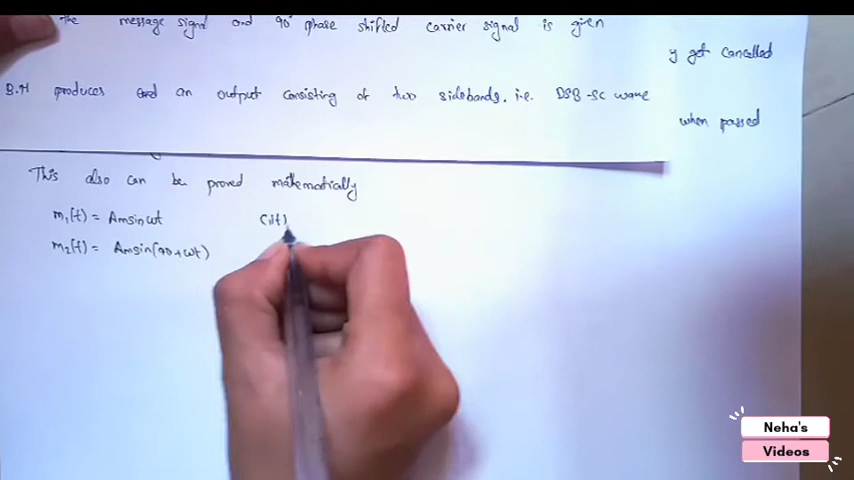 The message signal and 90° phase shifted carrier signal is given
y get cancelled
B.M produces and an output consisting of two sidebands. i.e. DSB-SC wave
when passed
This also can be proved mathematically
m₁(t) = Amsinωt C₁(t)
m₂(t) = Amsin(90+ωt)
Neha's
Videos